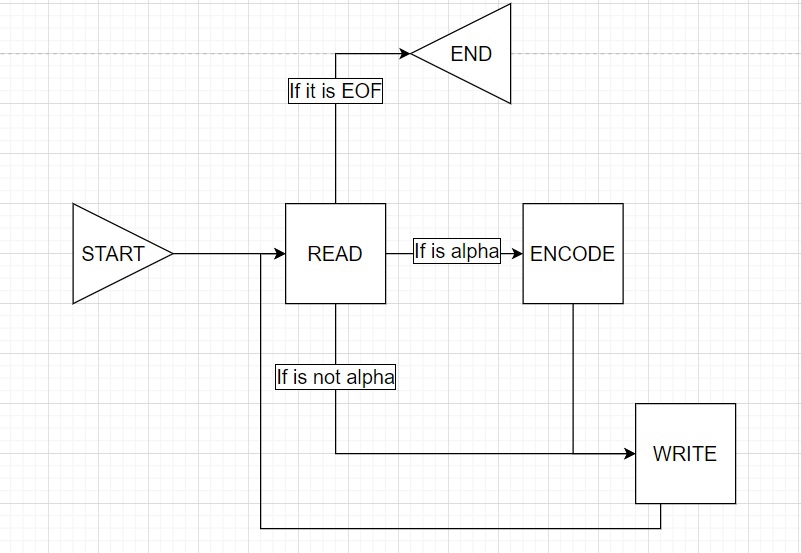 END
If it is EOF
START
READ
If is alpha
ENCODE
If is not alpha
WRITE